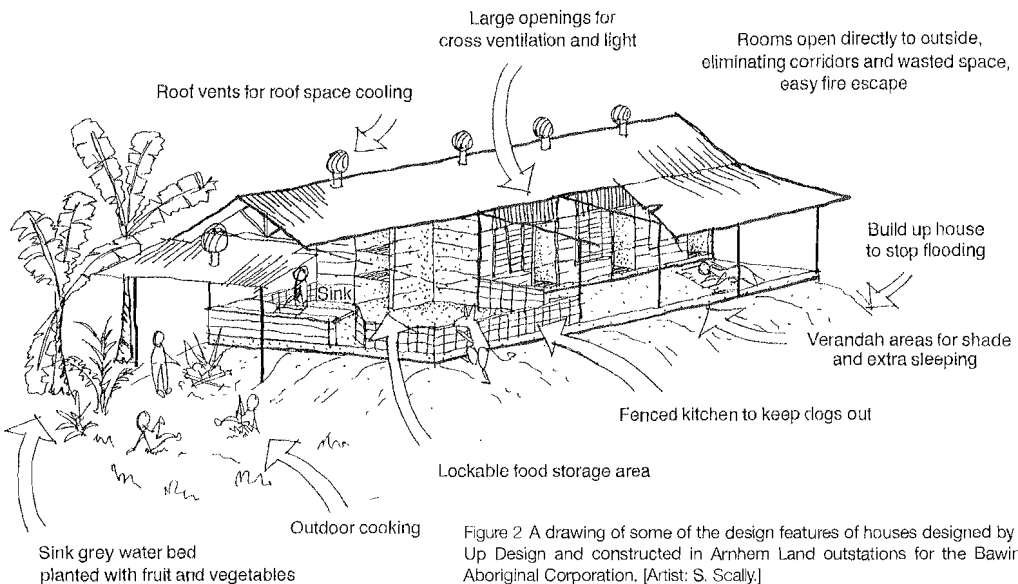 Large openings for
cross ventilation and light
Rooms open directly to outside,
eliminating corridors and wasted space,
easy fire escape
Roof vents for roof space cooling
Build up house
to stop flooding
Sink
Verandah areas for shade
and extra sleeping
Fenced kitchen to keep dogs out
Lockable food storage area
Outdoor cooking
Sink grey water bed
planted with fruit and vegetables
Figure 2 A drawing of some of the design features of houses designed by
Up Design and constructed in Arnhem Land outstations for the Bawin
Aboriginal Corporation. [Artist: S. Scally.]